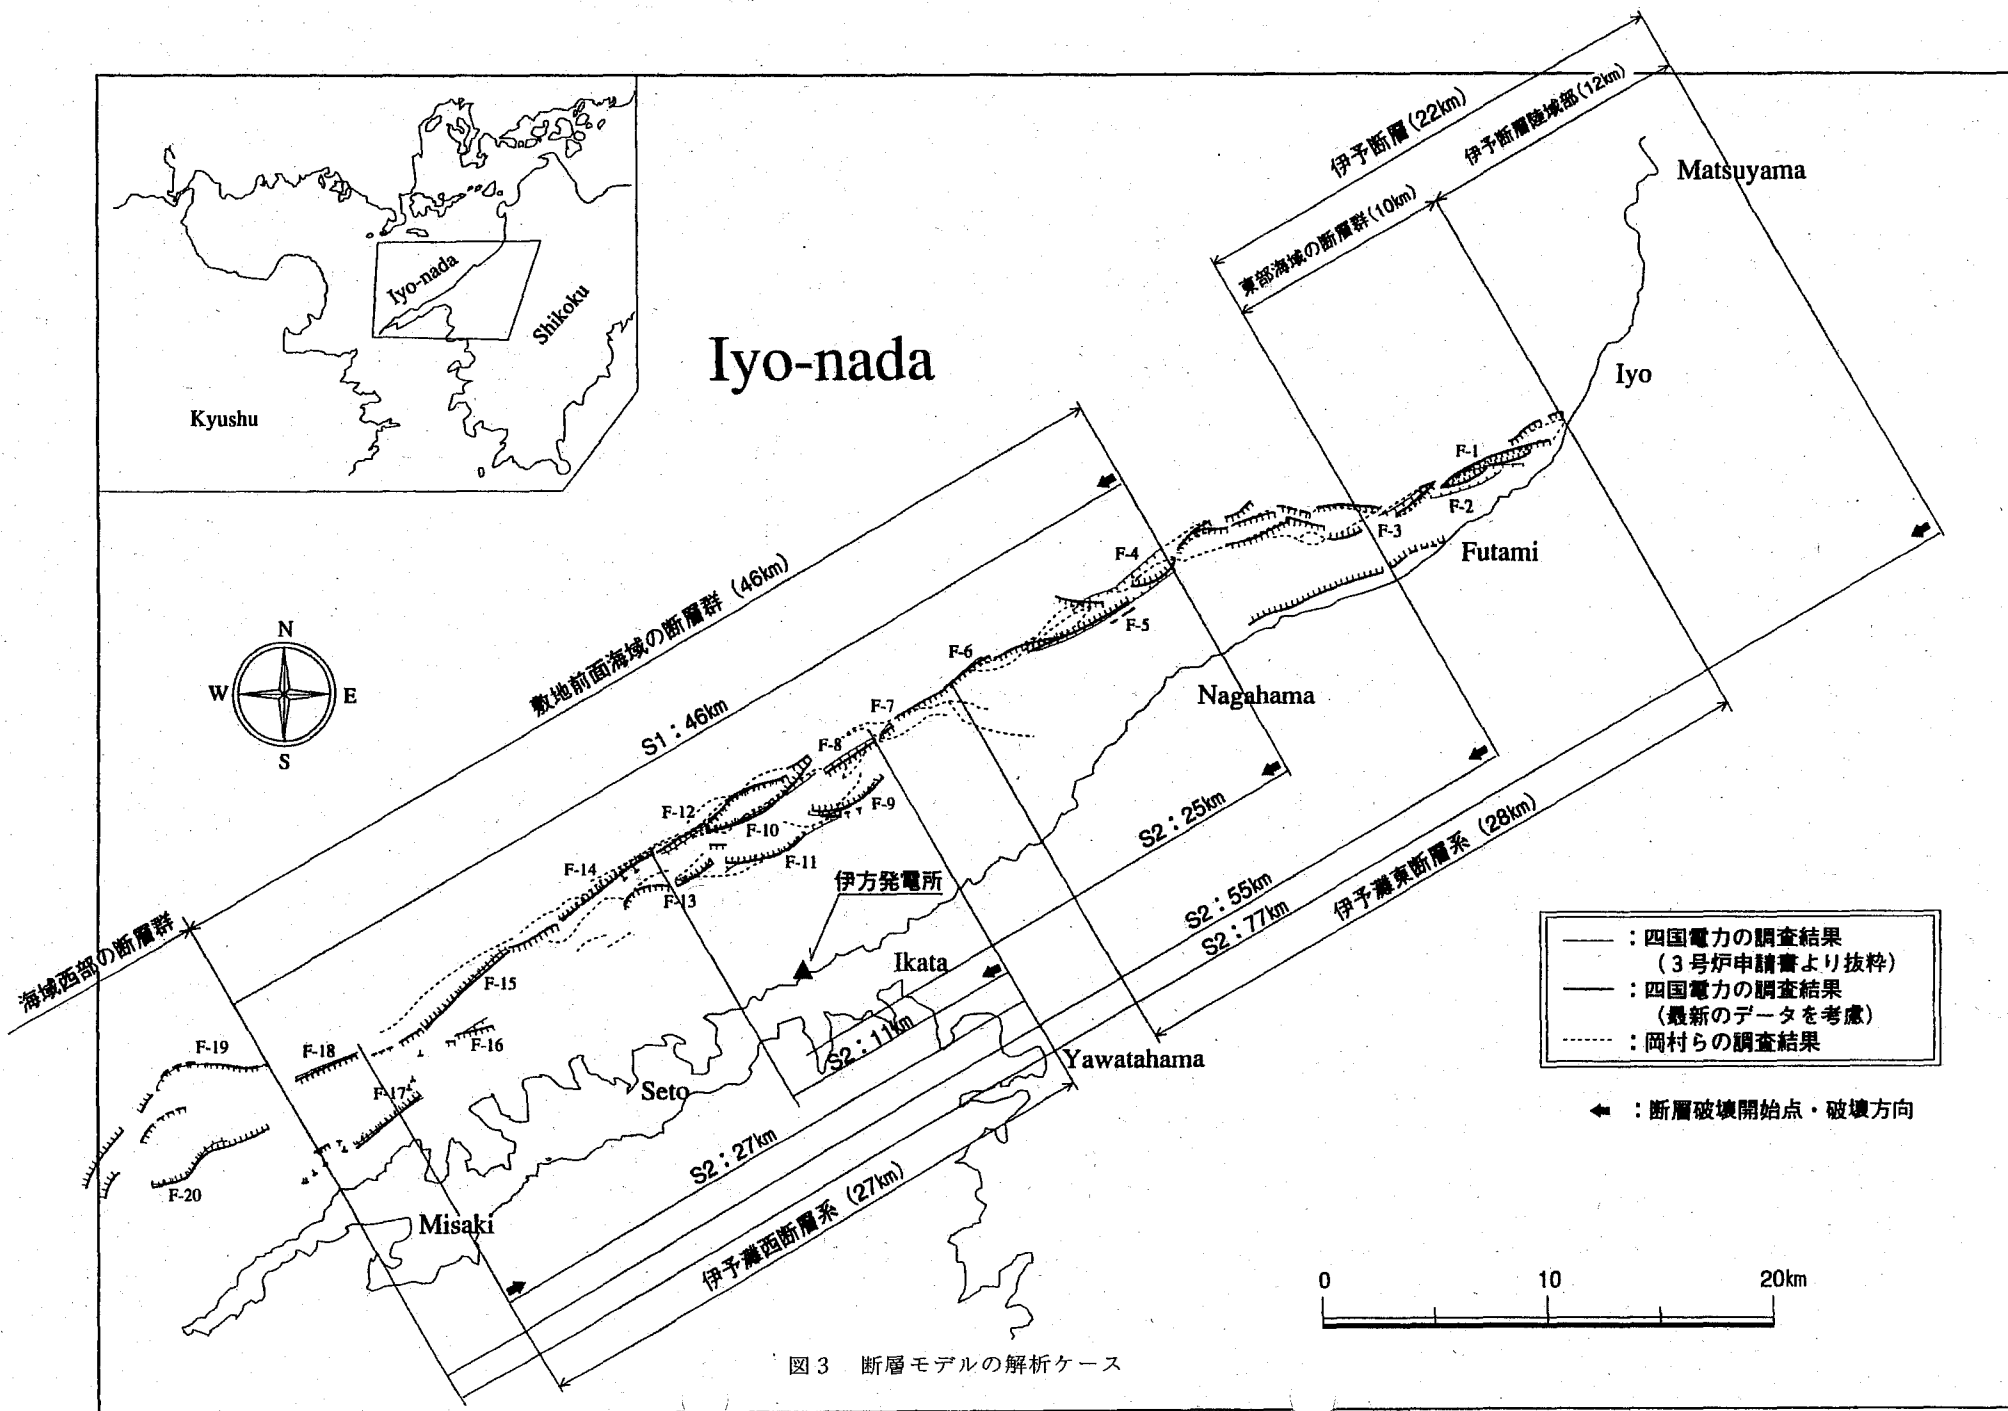 Iyo-nada
Shikoku
Kyushu
Iyo-nada
伊予断層(22km)
伊予断層陸域部(12km)
東部海域の断層群(10km)
Matsuyama
Iyo
Futami
Nagahama
敷地前面海域の断層群(46km)
S1:46km
海域西部の断層群
N
W
E
S
F-1
F-2
F-3
F-4
F-5
F-6
F-7
F-8
F-9
F-10
F-11
F-12
F-13
F-14
F-15
F-16
F-17
F-18
F-19
F-20
伊方発電所
Ikata
Yawatahama
Seto
Misaki
S2:25km
S2:55km
S2:77km
伊予灘東断層系(28km)
S2:11km
S2:27km
伊予灘西断層系(27km)
:四国電力の調査結果
(3号炉申請書より抜粋)
:四国電力の調査結果
(最新のデータを考慮)
:岡村らの調査結果
:断層破壊開始点・破壊方向
0
10
20km
図3 断層モデルの解析ケース